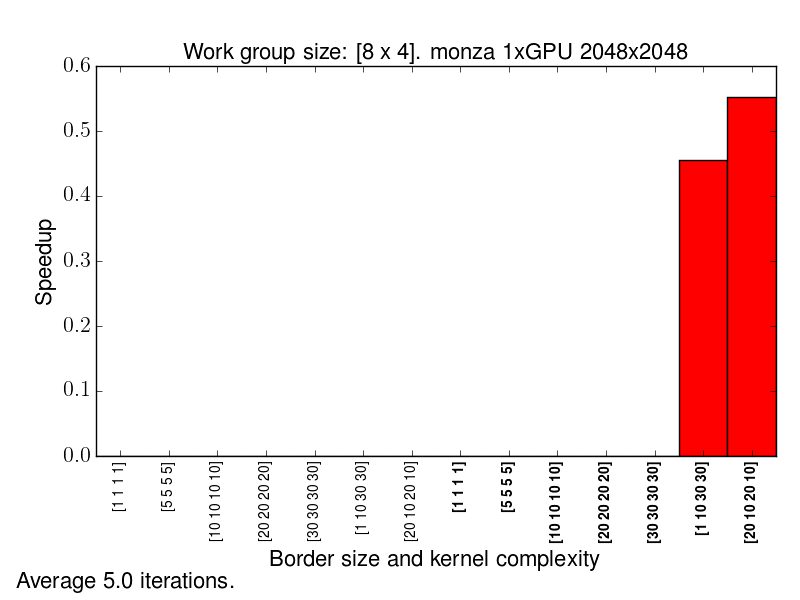 Work group size: [8 x 4]. monza 1xGPU 2048x2048
0.6
0.5
0.4
0.3
0.2
0.1
0.0
Speedup
[1 1 1 1]
[5 5 5 5]
[10 10 10 10]
[20 20 20 20]
[30 30 30 30]
[1 10 30 30]
[20 10 20 10]
[1 1 1 1]
[5 5 5 5]
[10 10 10 10]
[20 20 20 20]
[30 30 30 30]
[1 10 30 30]
[20 10 20 10]
Border size and kernel complexity
Average 5.0 iterations.